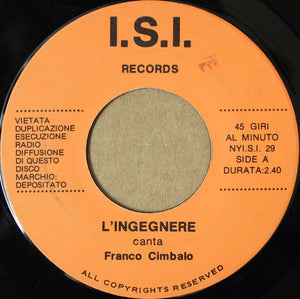 I.S.I.
RECORDS
VIETATA
DUPLICAZIONE
ESECUZIONE
RADIO
DIFFUSIONE
DI QUESTO
DISCO
MARCHIO:
DEPOSITATO
45 GIRI
AL MINUTO
NYI.S.I. 29
SIDE A
DURATA:2.40
L'INGEGNERE
canta
Franco Cimbalo
ALL COPYRIGHTS RESERVED